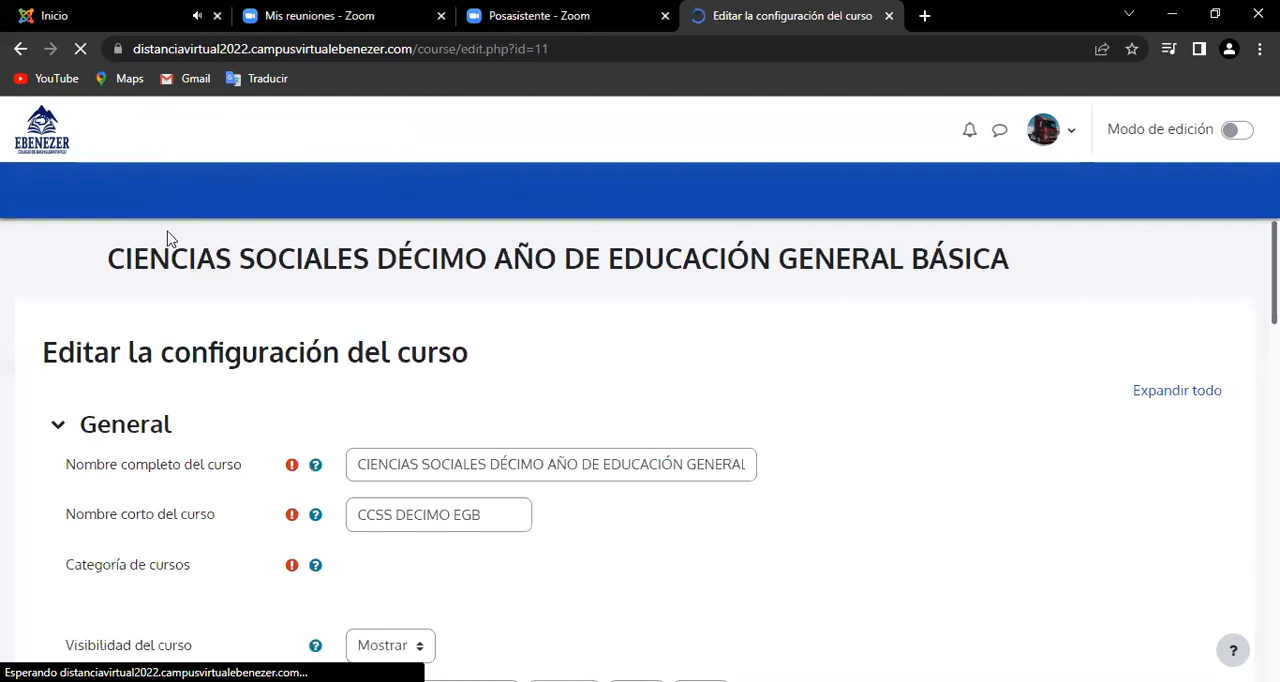 Inicio
Mis reuniones - Zoom
Posasistente - Zoom
Editar la configuración del curso
distanciavirtual2022.campusvirtualebenezer.com/course/edit.php?id=11
YouTube
Maps
Gmail
Traducir
EBENEZER
Modo de edición
CIENCIAS SOCIALES DÉCIMO AÑO DE EDUCACIÓN GENERAL BÁSICA
Editar la configuración del curso
Expandir todo
General
Nombre completo del curso
CIENCIAS SOCIALES DÉCIMO AÑO DE EDUCACIÓN GENERAL
Nombre corto del curso
CCSS DECIMO EGB
Categoría de cursos
Visibilidad del curso
Mostrar
Esperando distanciavirtual2022.campusvirtualebenezer.com...